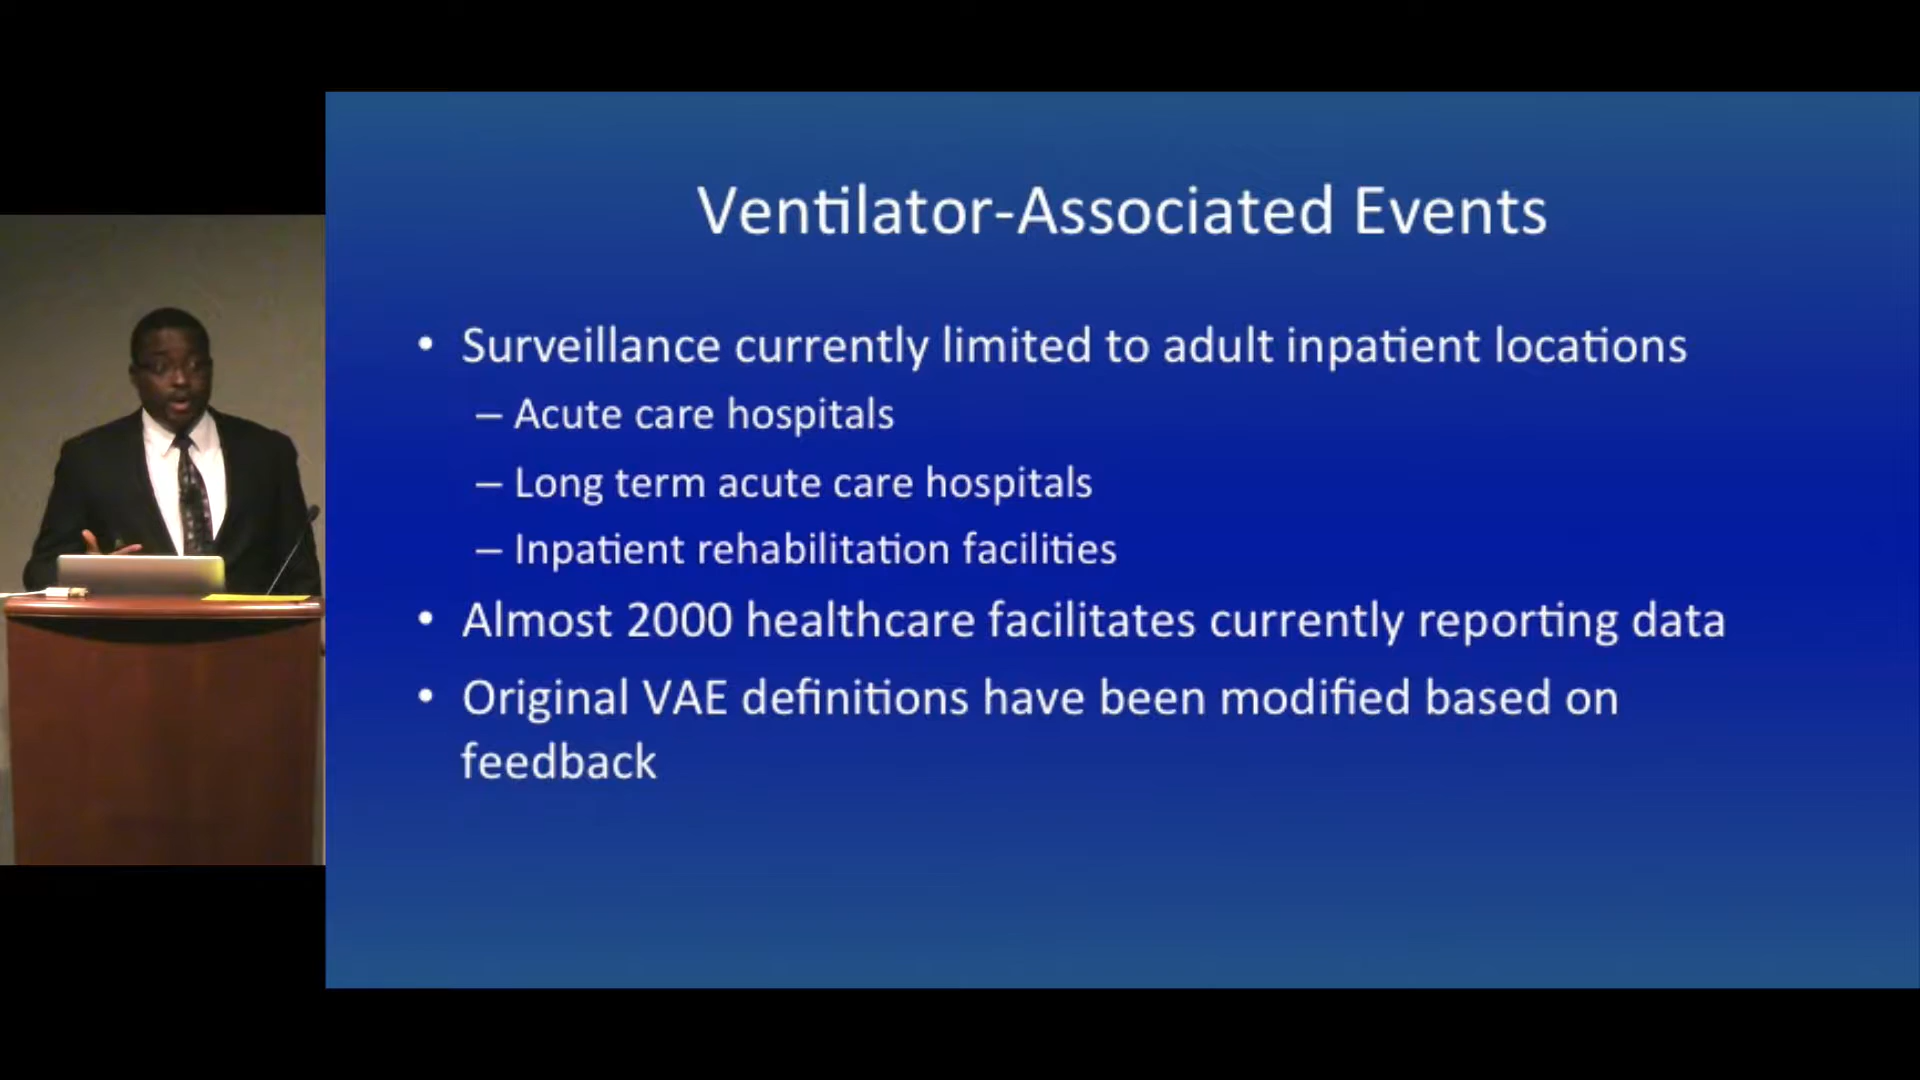 Ventilator-Associated Events
• Surveillance currently limited to adult inpatient locations
– Acute care hospitals
– Long term acute care hospitals
– Inpatient rehabilitation facilities
• Almost 2000 healthcare facilitates currently reporting data
• Original VAE definitions have been modified based on
feedback